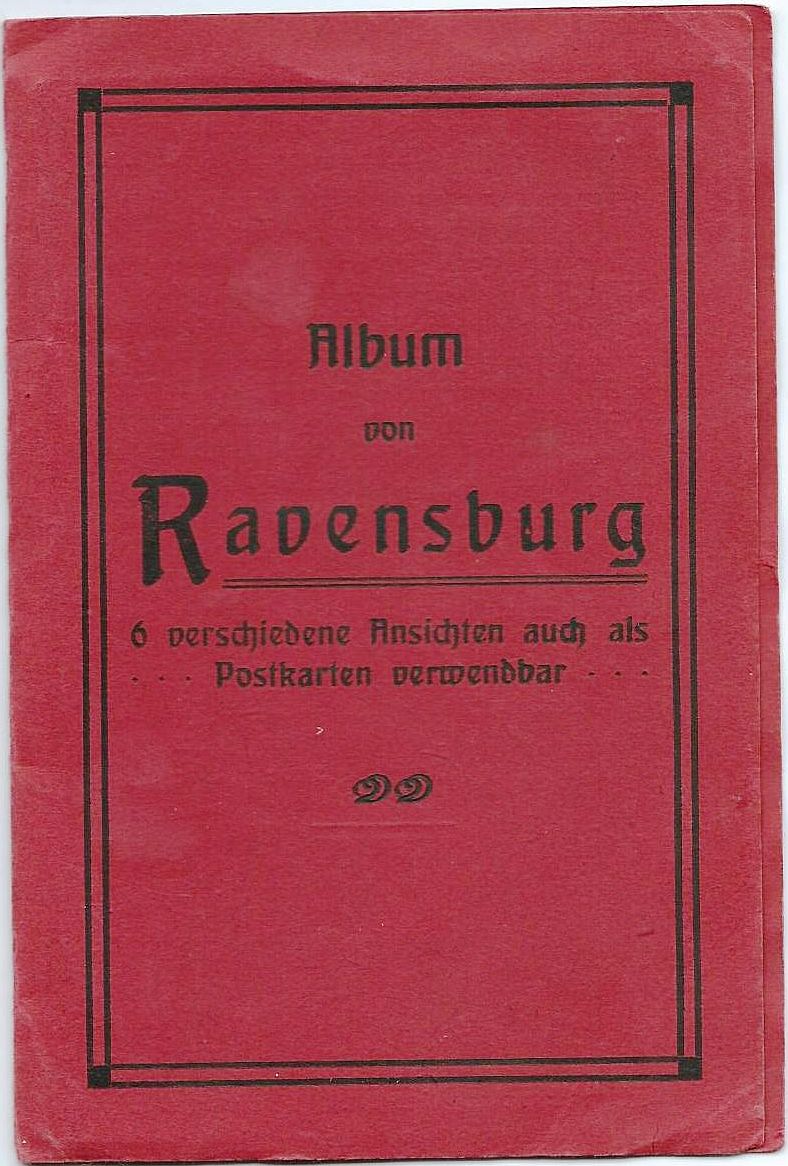 Album
von
Ravensburg
6 verschiedene Ansichten auch als
. . . Postkarten verwendbar . . .